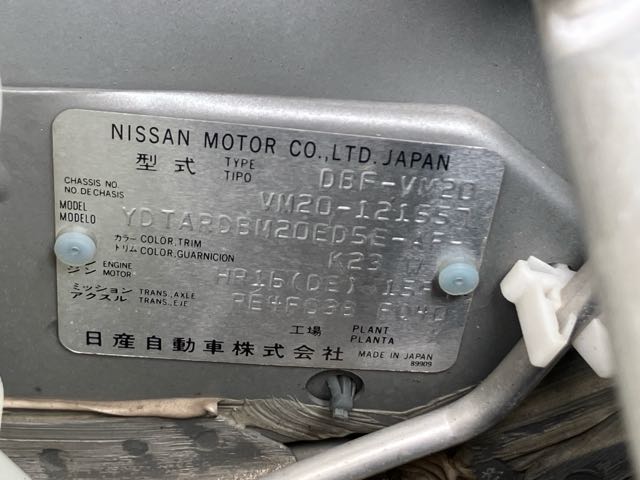 NISSAN MOTOR CO.,LTD. JAPAN
型式 TYPE TIPO DBF-VM20
CHASSIS NO. NO.DE CHASIS VM20-121557
MODEL MODELO
カラー COLOR,TRIM
トリム COLOR,GUARNICION K23
ENGINE MOTOR HR16(DE)
ミッション TRANS.,AXLE
アクスル TRANS.,EJE
工場 PLANT PLANTA
日産自動車株式会社 MADE IN JAPAN
89909